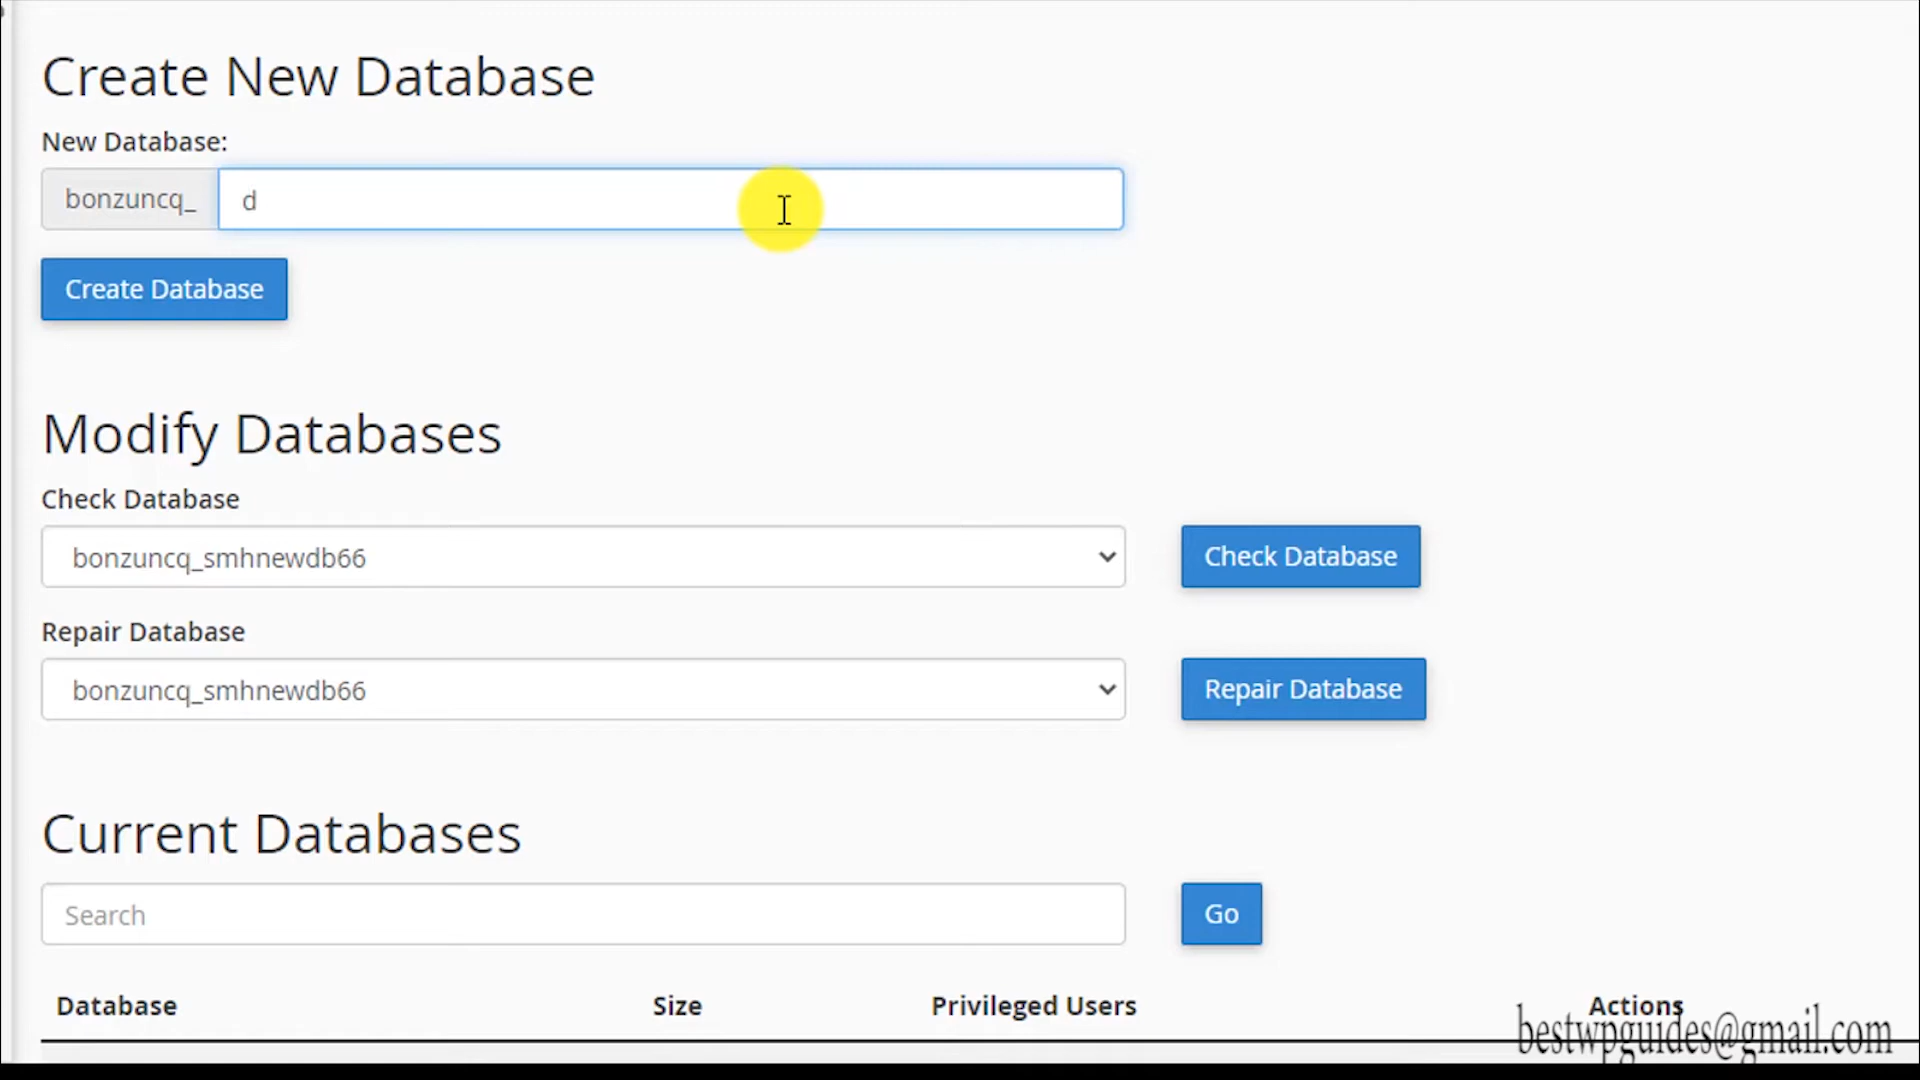 Create New Database
New Database:
bonzuncq_ d
Create Database
Modify Databases
Check Database
bonzuncq_smhnewdb66 Check Database
Repair Database
bonzuncq_smhnewdb66 Repair Database
Current Databases
Search Go
Database Size Privileged Users Actions
bestwpguides@gmail.com